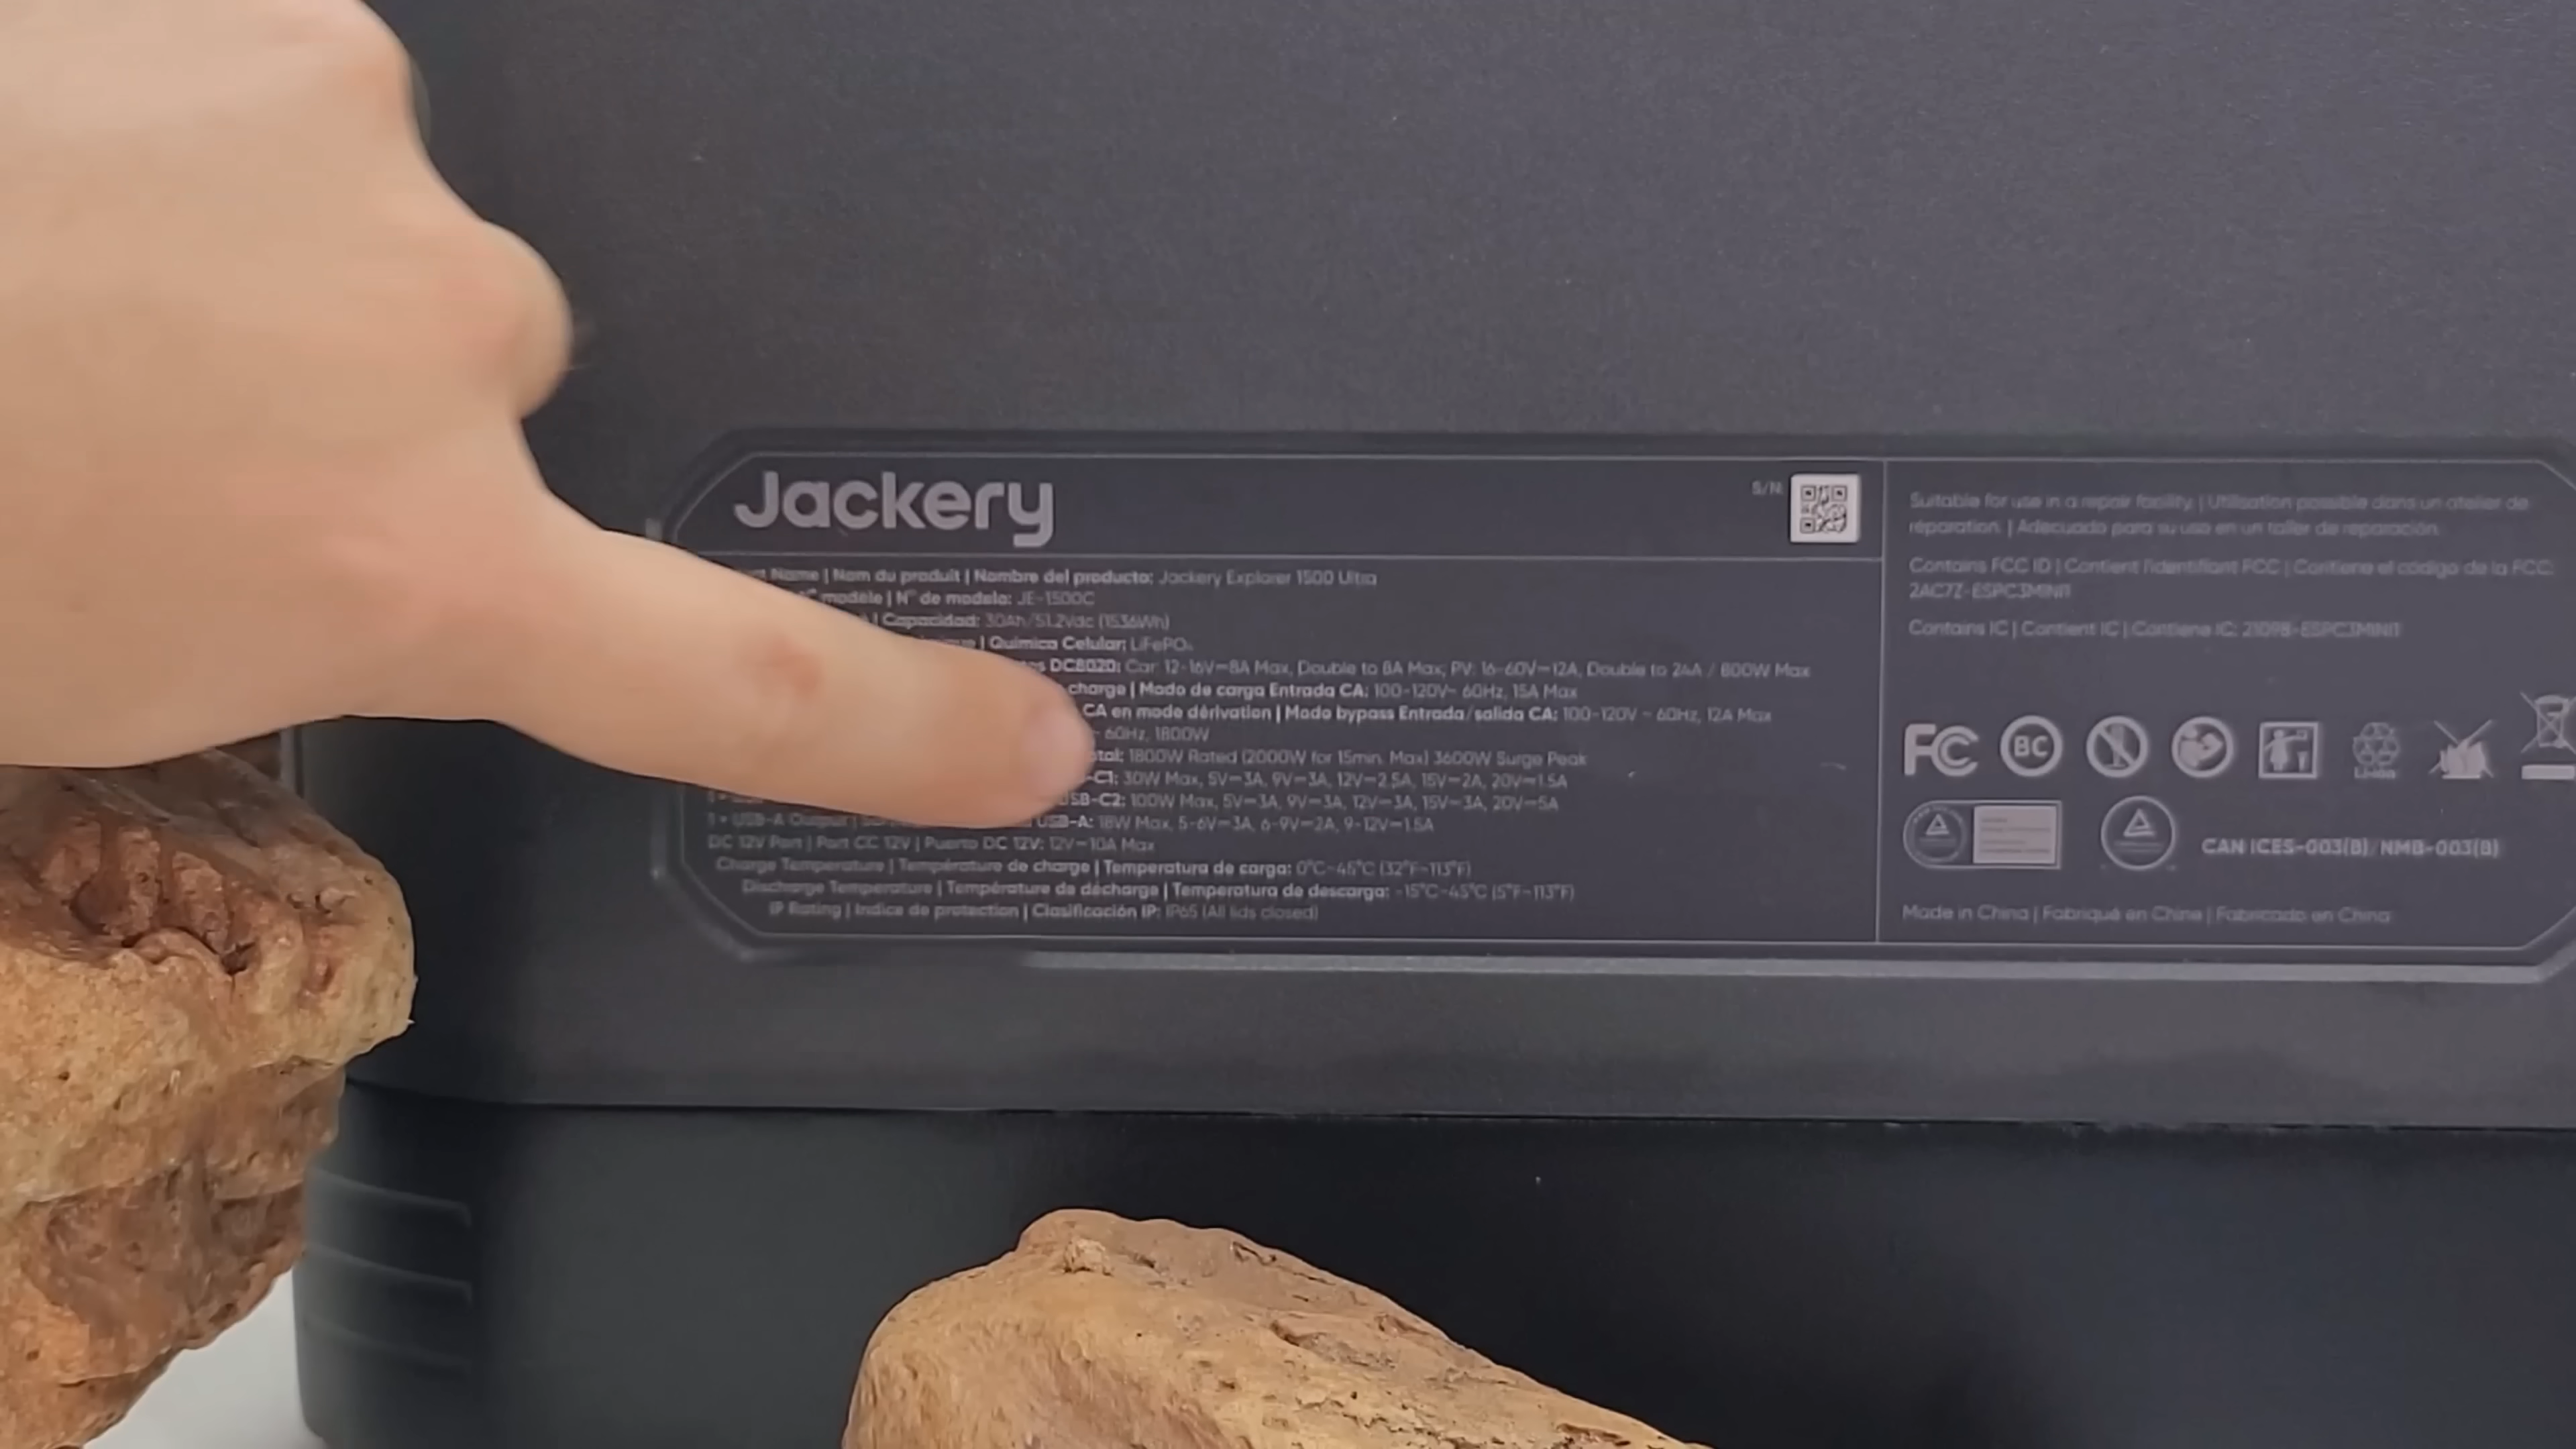 Jackery
S/N:
Name | Nom du produit | Nombre del producto: Jackery Explorer 1500 Ultra
modèle | N° de modelo: JE-1500C
| Capacidad: 30Ah/51.2Vdc (1536Wh)
| Química Celular: LiFePO₄
DC8020: Car: 12-16V⎓8A Max, Double to 8A Max; PV: 16-60V⎓12A, Double to 24A / 800W Max
charge | Modo de carga Entrada CA: 100-120V~ 60Hz, 15A Max
CA en mode dérivation | Modo bypass Entrada/salida CA: 100-120V ~ 60Hz, 12A Max
~ 60Hz, 1800W
1800W Rated (2000W for 15min. Max) 3600W Surge Peak
-C1: 30W Max, 5V⎓3A, 9V⎓3A, 12V⎓2.5A, 15V⎓2A, 20V⎓1.5A
USB-C2: 100W Max, 5V⎓3A, 9V⎓3A, 12V⎓3A, 15V⎓3A, 20V⎓5A
1 * USB-A Output | USB-A: 18W Max, 5-6V⎓3A, 6-9V⎓2A, 9-12V⎓1.5A
DC 12V Port | Port CC 12V | Puerto DC 12V: 12V⎓10A Max
Charge Temperature | Température de charge | Temperatura de carga: 0°C~45°C (32°F~113°F)
Discharge Temperature | Température de décharge | Temperatura de descarga: -15°C~45°C (5°F~113°F)
IP Rating | Indice de protection | Clasificación IP: IP65 (All lids closed)
Suitable for use in a repair facility. | Utilisation possible dans un atelier de
réparation. | Adecuado para su uso en un taller de reparación.
Contains FCC ID | Contient l'identifiant FCC | Contiene el código de la FCC:
2AC7Z-ESPC3MINI1
Contains IC | Contient IC | Contiene IC: 21098-ESPC3MINI1
FC
BC
Li-ion
CAN ICES-003(B)/NMB-003(B)
Made in China | Fabriqué en Chine | Fabricado en China